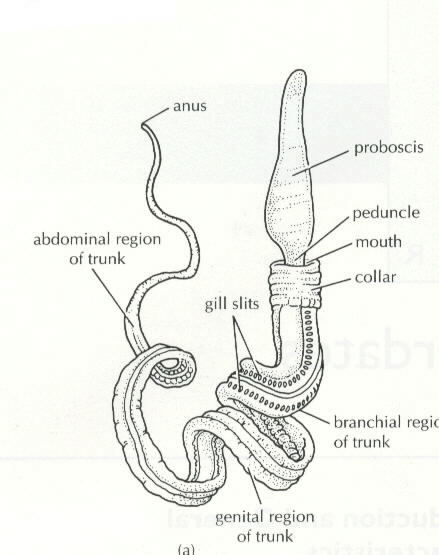 anus
proboscis
peduncle
mouth
collar
abdominal region
of trunk
gill slits
branchial regio
of trunk
genital region
of trunk
(a)